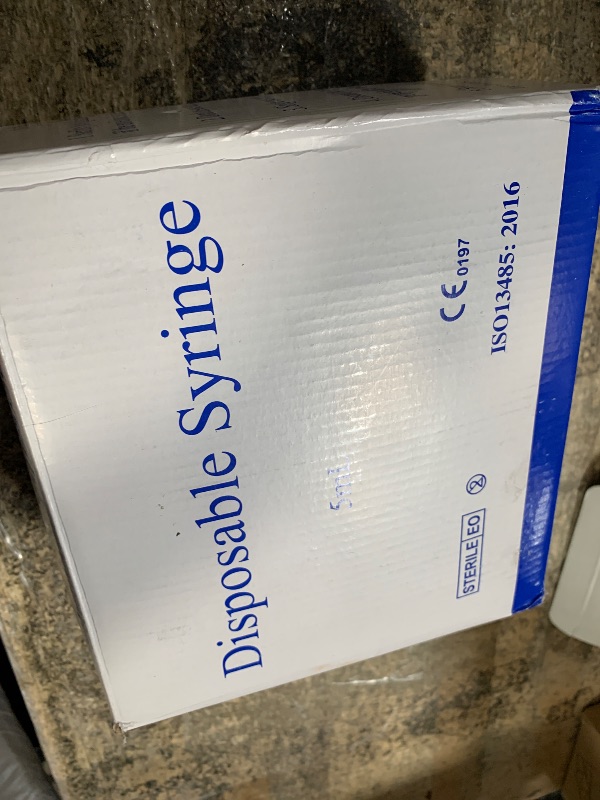 Disposable Syringe
5ml
STERILE EO
CE 0197
ISO13485: 2016